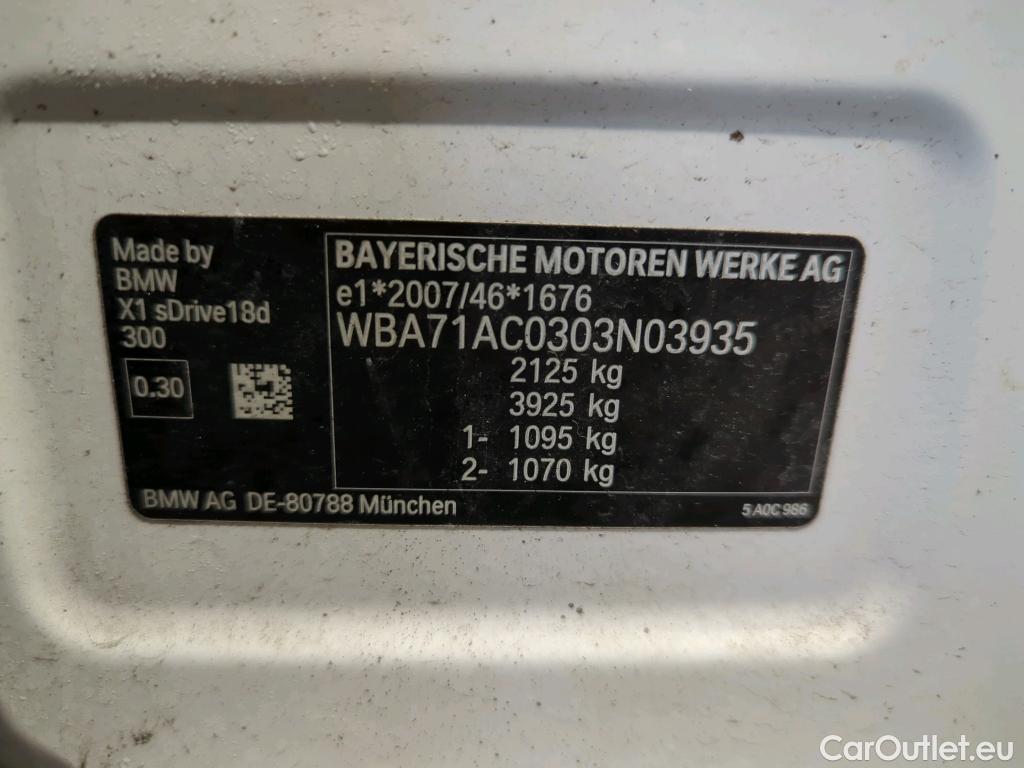 Made by
BMW
X1 sDrive18d
300
0.30
BAYERISCHE MOTOREN WERKE AG
e1*2007/46*1676
WBA71AC0303N03935
2125 kg
3925 kg
1- 1095 kg
2- 1070 kg
BMW AG DE-80788 München
5 A0C 986
CarOutlet.eu